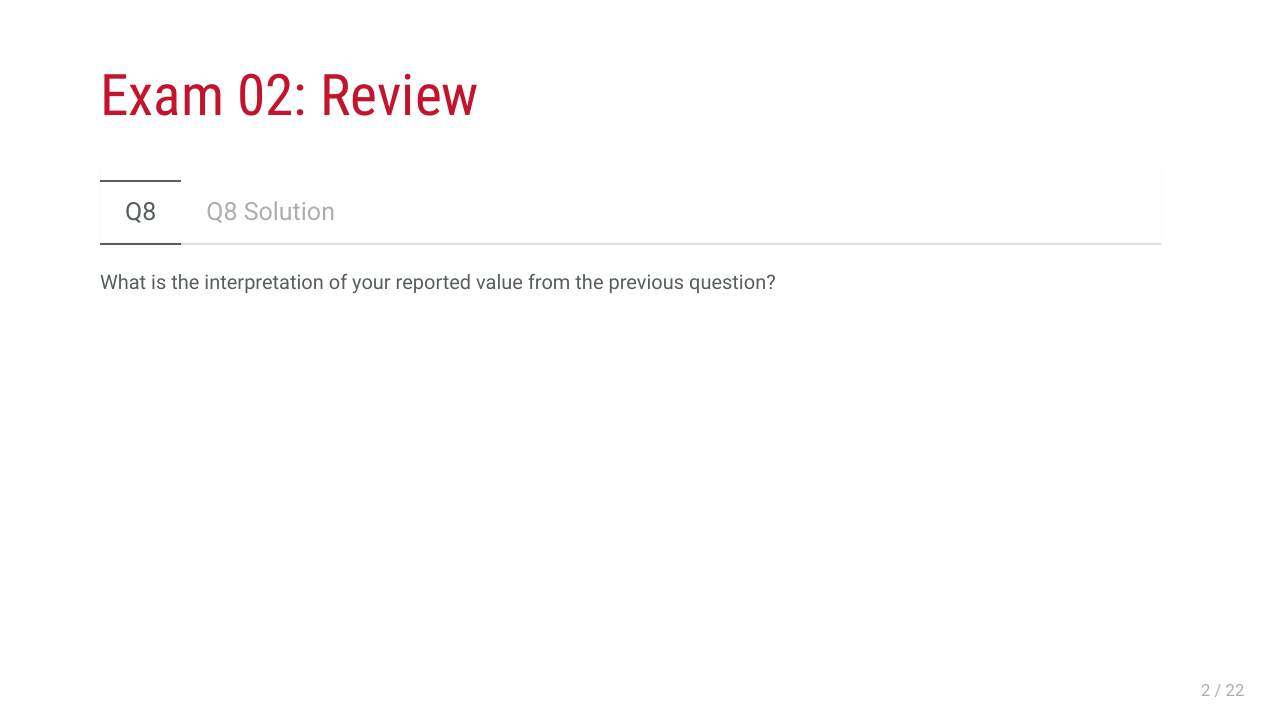 Exam 02: Review
Q8 Q8 Solution
What is the interpretation of your reported value from the previous question?
2 / 22